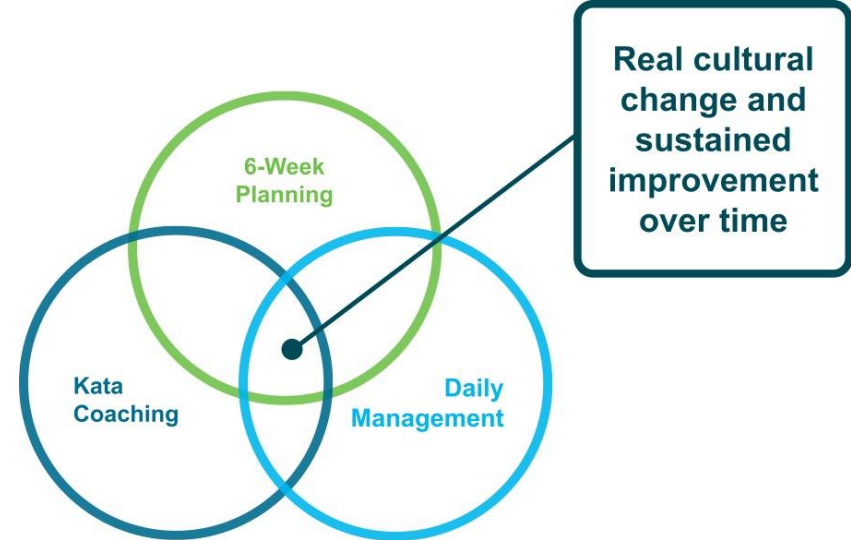 Real cultural
change and
sustained
improvement
over time
6-Week
Planning
Kata
Coaching
Daily
Management